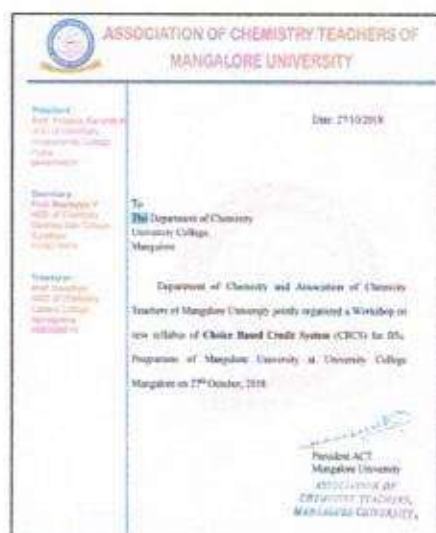 ASSOCIATION OF CHEMISTRY TEACHERS OF
MANGALORE UNIVERSITY
President
Date: 27/10/2018
Secretary
To
The Department of Chemistry
University College,
Mangalore
Treasurer
Department of Chemistry and Association of Chemistry
Teachers of Mangalore University jointly organized a Workshop on
new syllabus of Choice Based Credit System (CBCS) for BSc
Programme of Mangalore University at University College
Mangalore on 27th October, 2018
President ACT
Mangalore University
ASSOCIATION OF
CHEMISTRY TEACHERS,
MANGALORE UNIVERSITY,